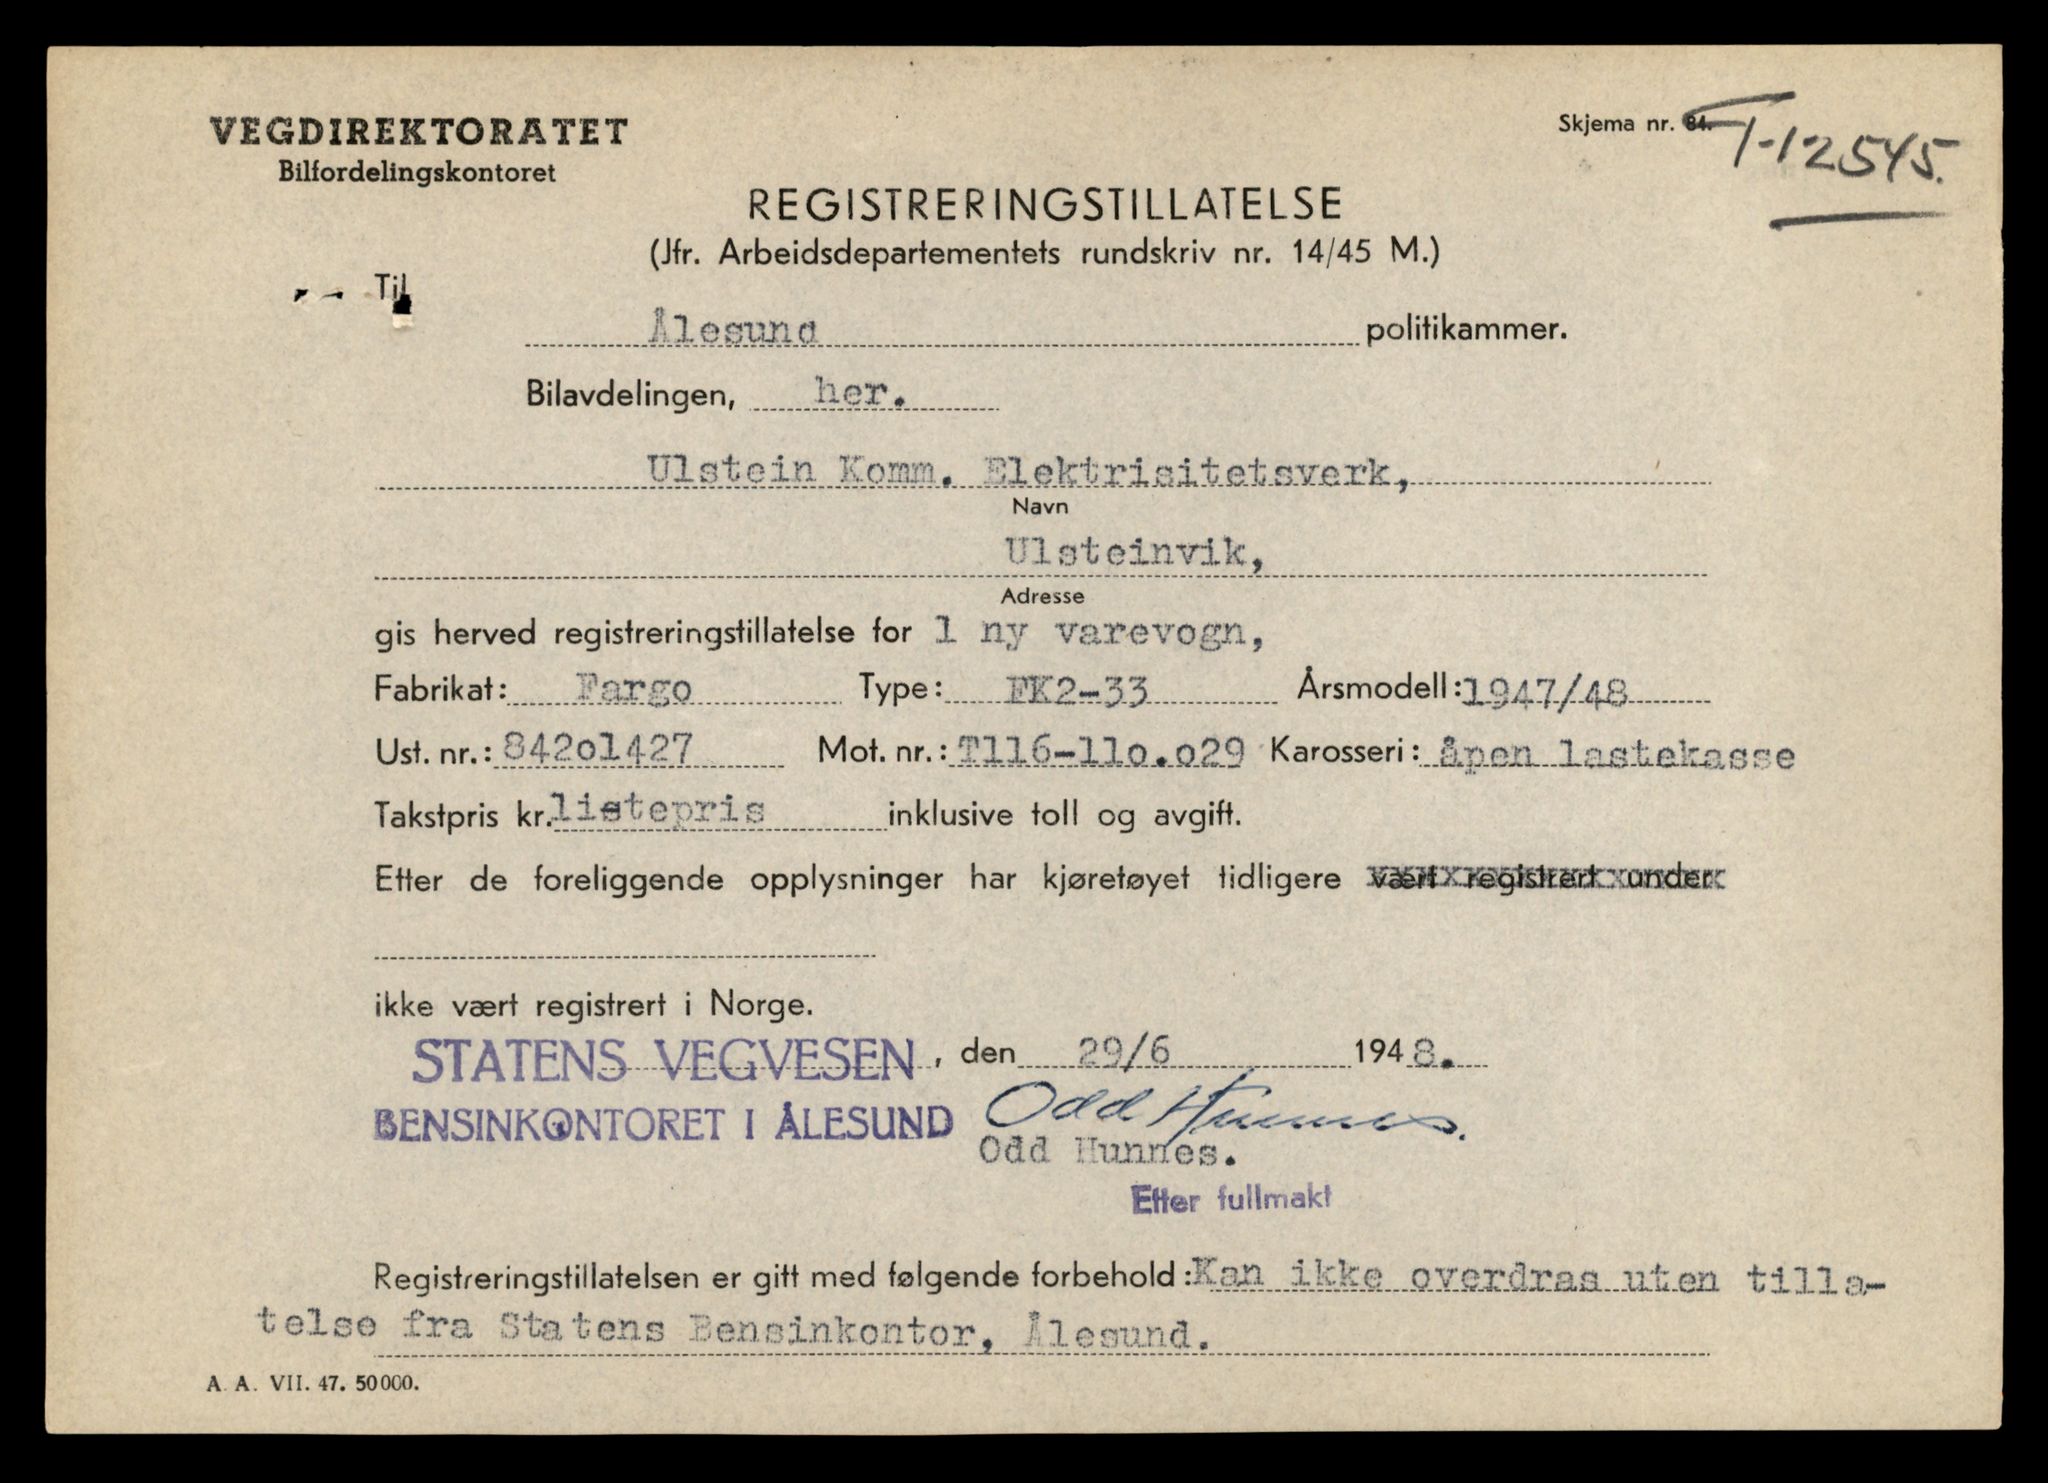 VEGDIREKTORATET
Bilfordelingskontoret
Skjema nr. 84.
T-12545.
REGISTRERINGSTILLATELSE
(Jfr. Arbeidsdepartementets rundskriv nr. 14/45 M.)
Til
Ålesund politikammer.
Bilavdelingen, her.
Ulstein Komm. Elektrisitetsverk,
Navn
Ulsteinvik,
Adresse
gis herved registreringstillatelse for 1 ny varevogn,
Fabrikat: Fargo Type: FK2-33 Årsmodell: 1947/48
Ust. nr.: 842o1427 Mot. nr.: T116-11o.o29 Karosseri: åpen lastekasse
Takstpris kr. listepris inklusive toll og avgift.
Etter de foreliggende opplysninger har kjøretøyet tidligere vært registrert under
ikke vært registrert i Norge.
STATENS VEGVESEN, den 29/6 1948.
BENSINKONTORET I ÅLESUND Odd Hunnes.
Odd Hunnes.
Etter fullmakt
Registreringstillatelsen er gitt med følgende forbehold: Kan ikke overdras uten tilla-
telse fra Statens Bensinkontor, Ålesund.
A. A. VII. 47. 50000.